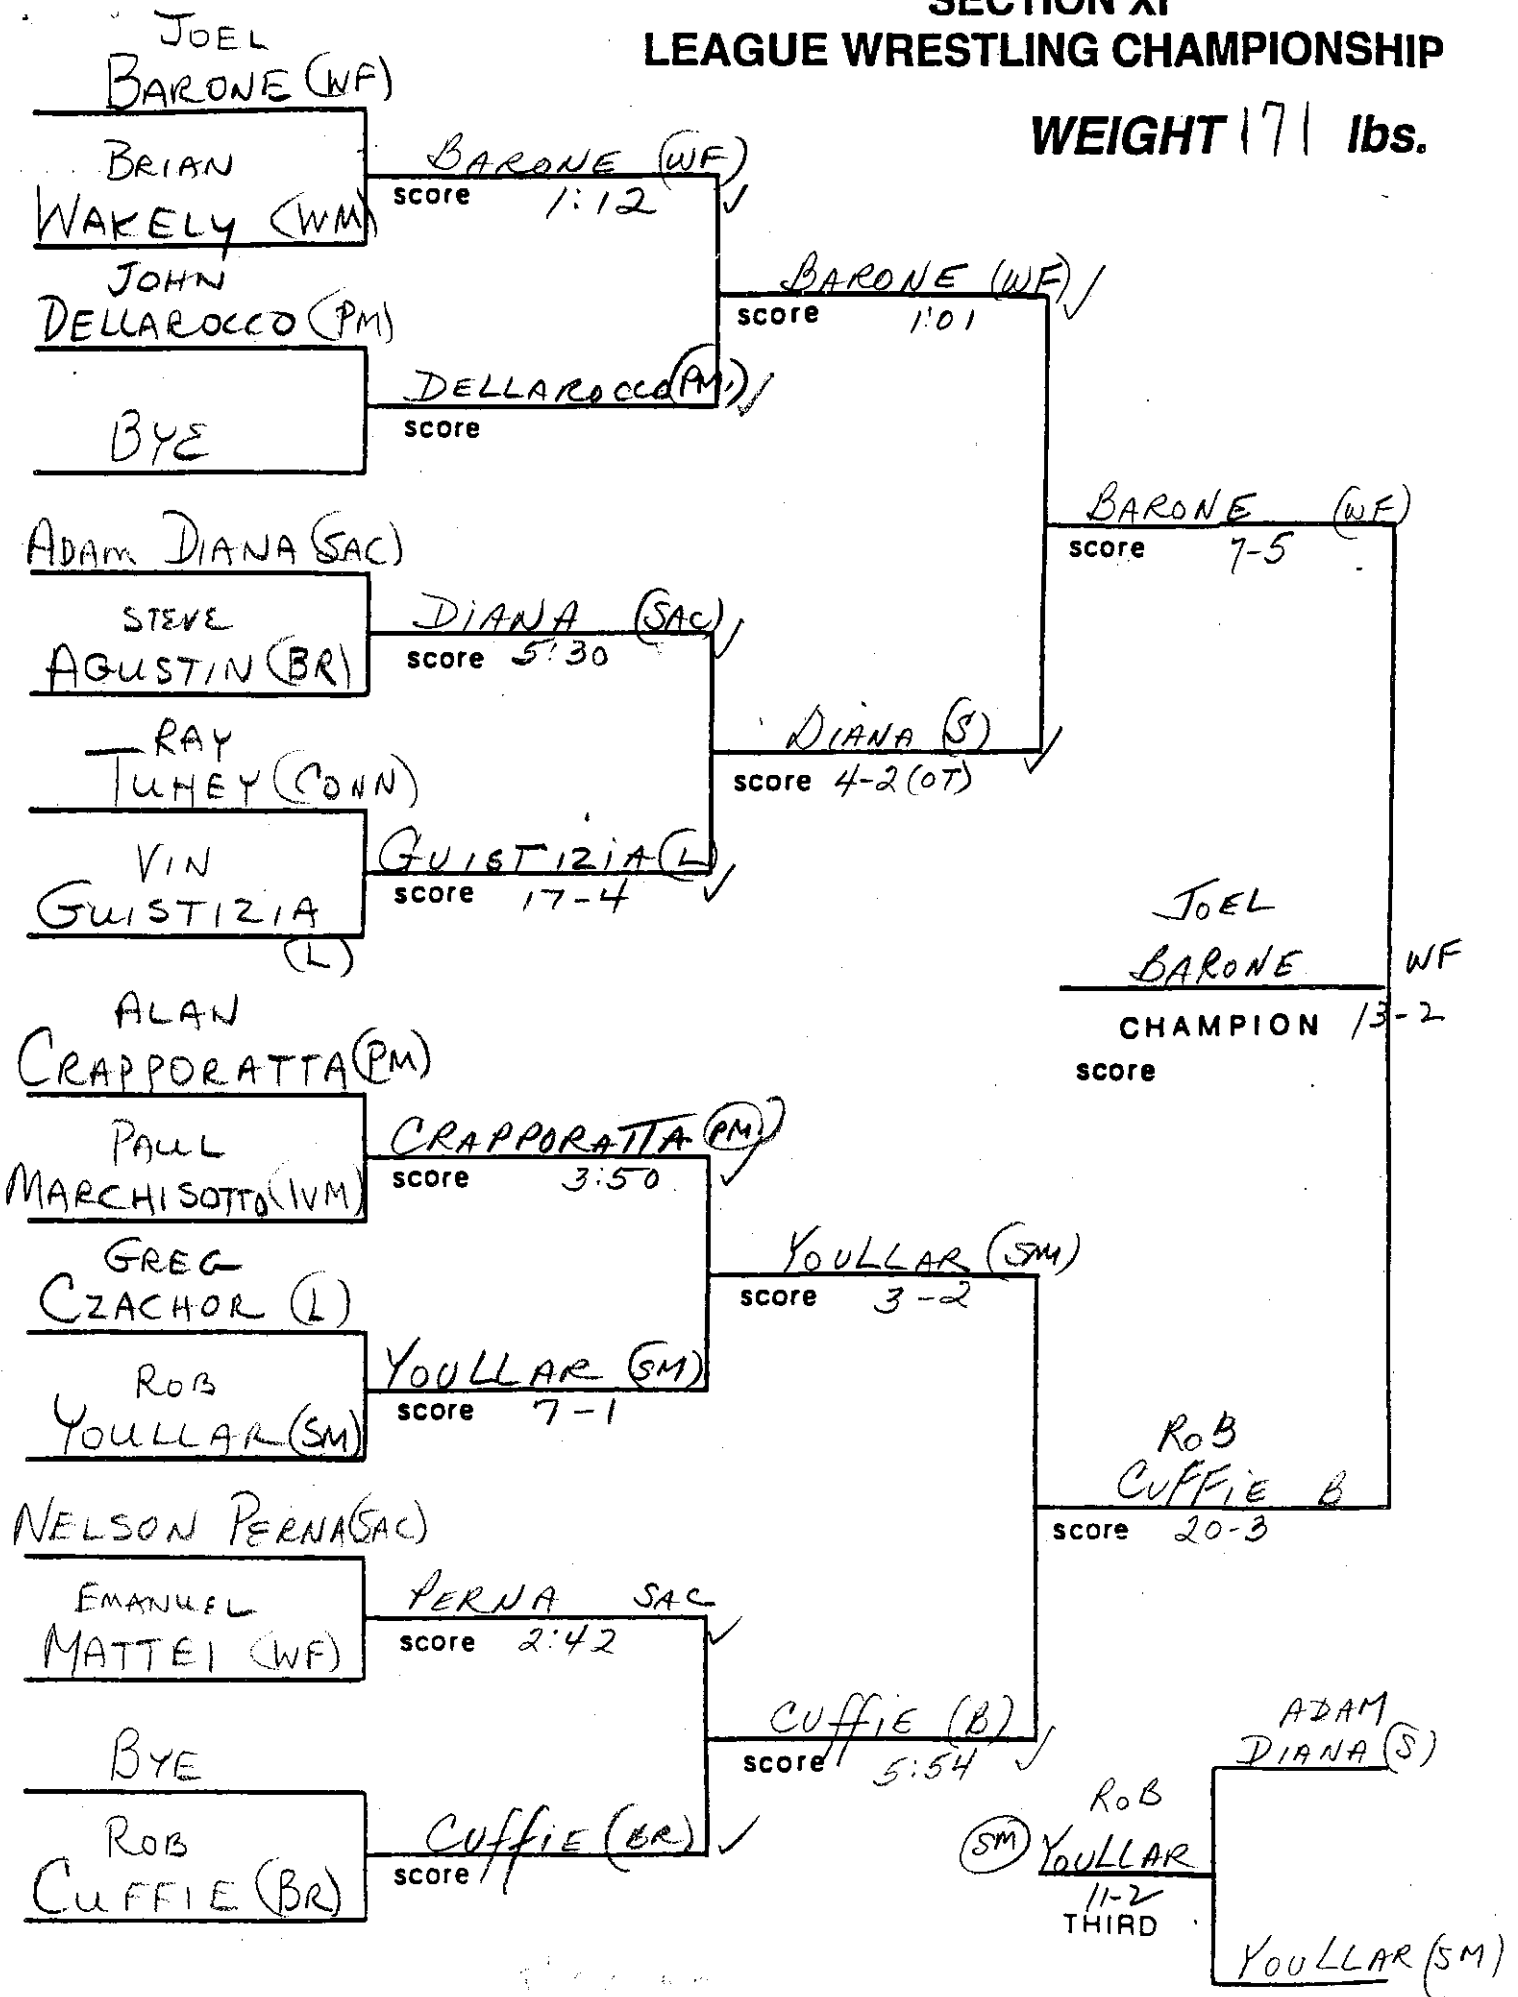 SECTION XI
LEAGUE WRESTLING CHAMPIONSHIP
WEIGHT 171 lbs.
JOEL
BARONE (WF)
BRIAN
WAKELY (WM)
BARONE (WF)
score 1:12
JOHN
DELLAROCCO (PM)
BYE
DELLAROCCO (PM.)
score
BARONE (WF)
score 1:01
ADAM DIANA (SAC)
STEVE
AGUSTIN (BR)
DIANA (SAC)
score 5:30
RAY
TUHEY (CONN)
VIN
GUISTIZIA
(L)
GUISTIZIA (L)
score 17-4
DIANA (S)
score 4-2 (OT)
BARONE (WF)
score 7-5
JOEL
BARONE WF
CHAMPION 13-2
score
ALAN
CRAPPORATTA (PM)
PAUL
MARCHISOTTO (WM)
CRAPPORATTA (PM.)
score 3:50
GREG
CZACHOR (L)
ROB
YOULLAR (SM)
YOULLAR (SM)
score 7-1
YOULLAR (SM)
score 3-2
NELSON PERNA (SAC)
EMANUEL
MATTEI (WF)
PERNA SAC
score 2:42
BYE
ROB
CUFFIE (BR)
CUFFIE (BR)
score
CUFFIE (B)
score 5:54
ROB
CUFFIE B
score 20-3
ADAM
DIANA (S)
ROB
(SM) YOULLAR
11-2
THIRD
YOULLAR (SM)